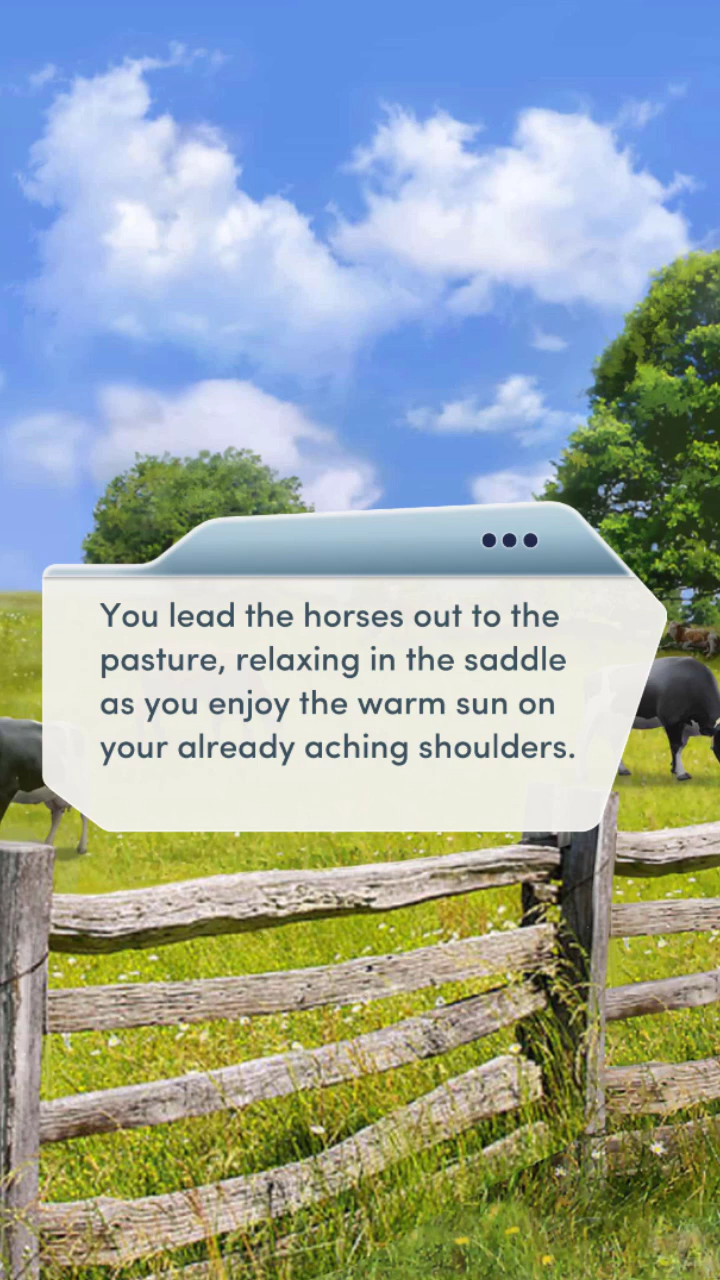 You lead the horses out to the
pasture, relaxing in the saddle
as you enjoy the warm sun on
your already aching shoulders.